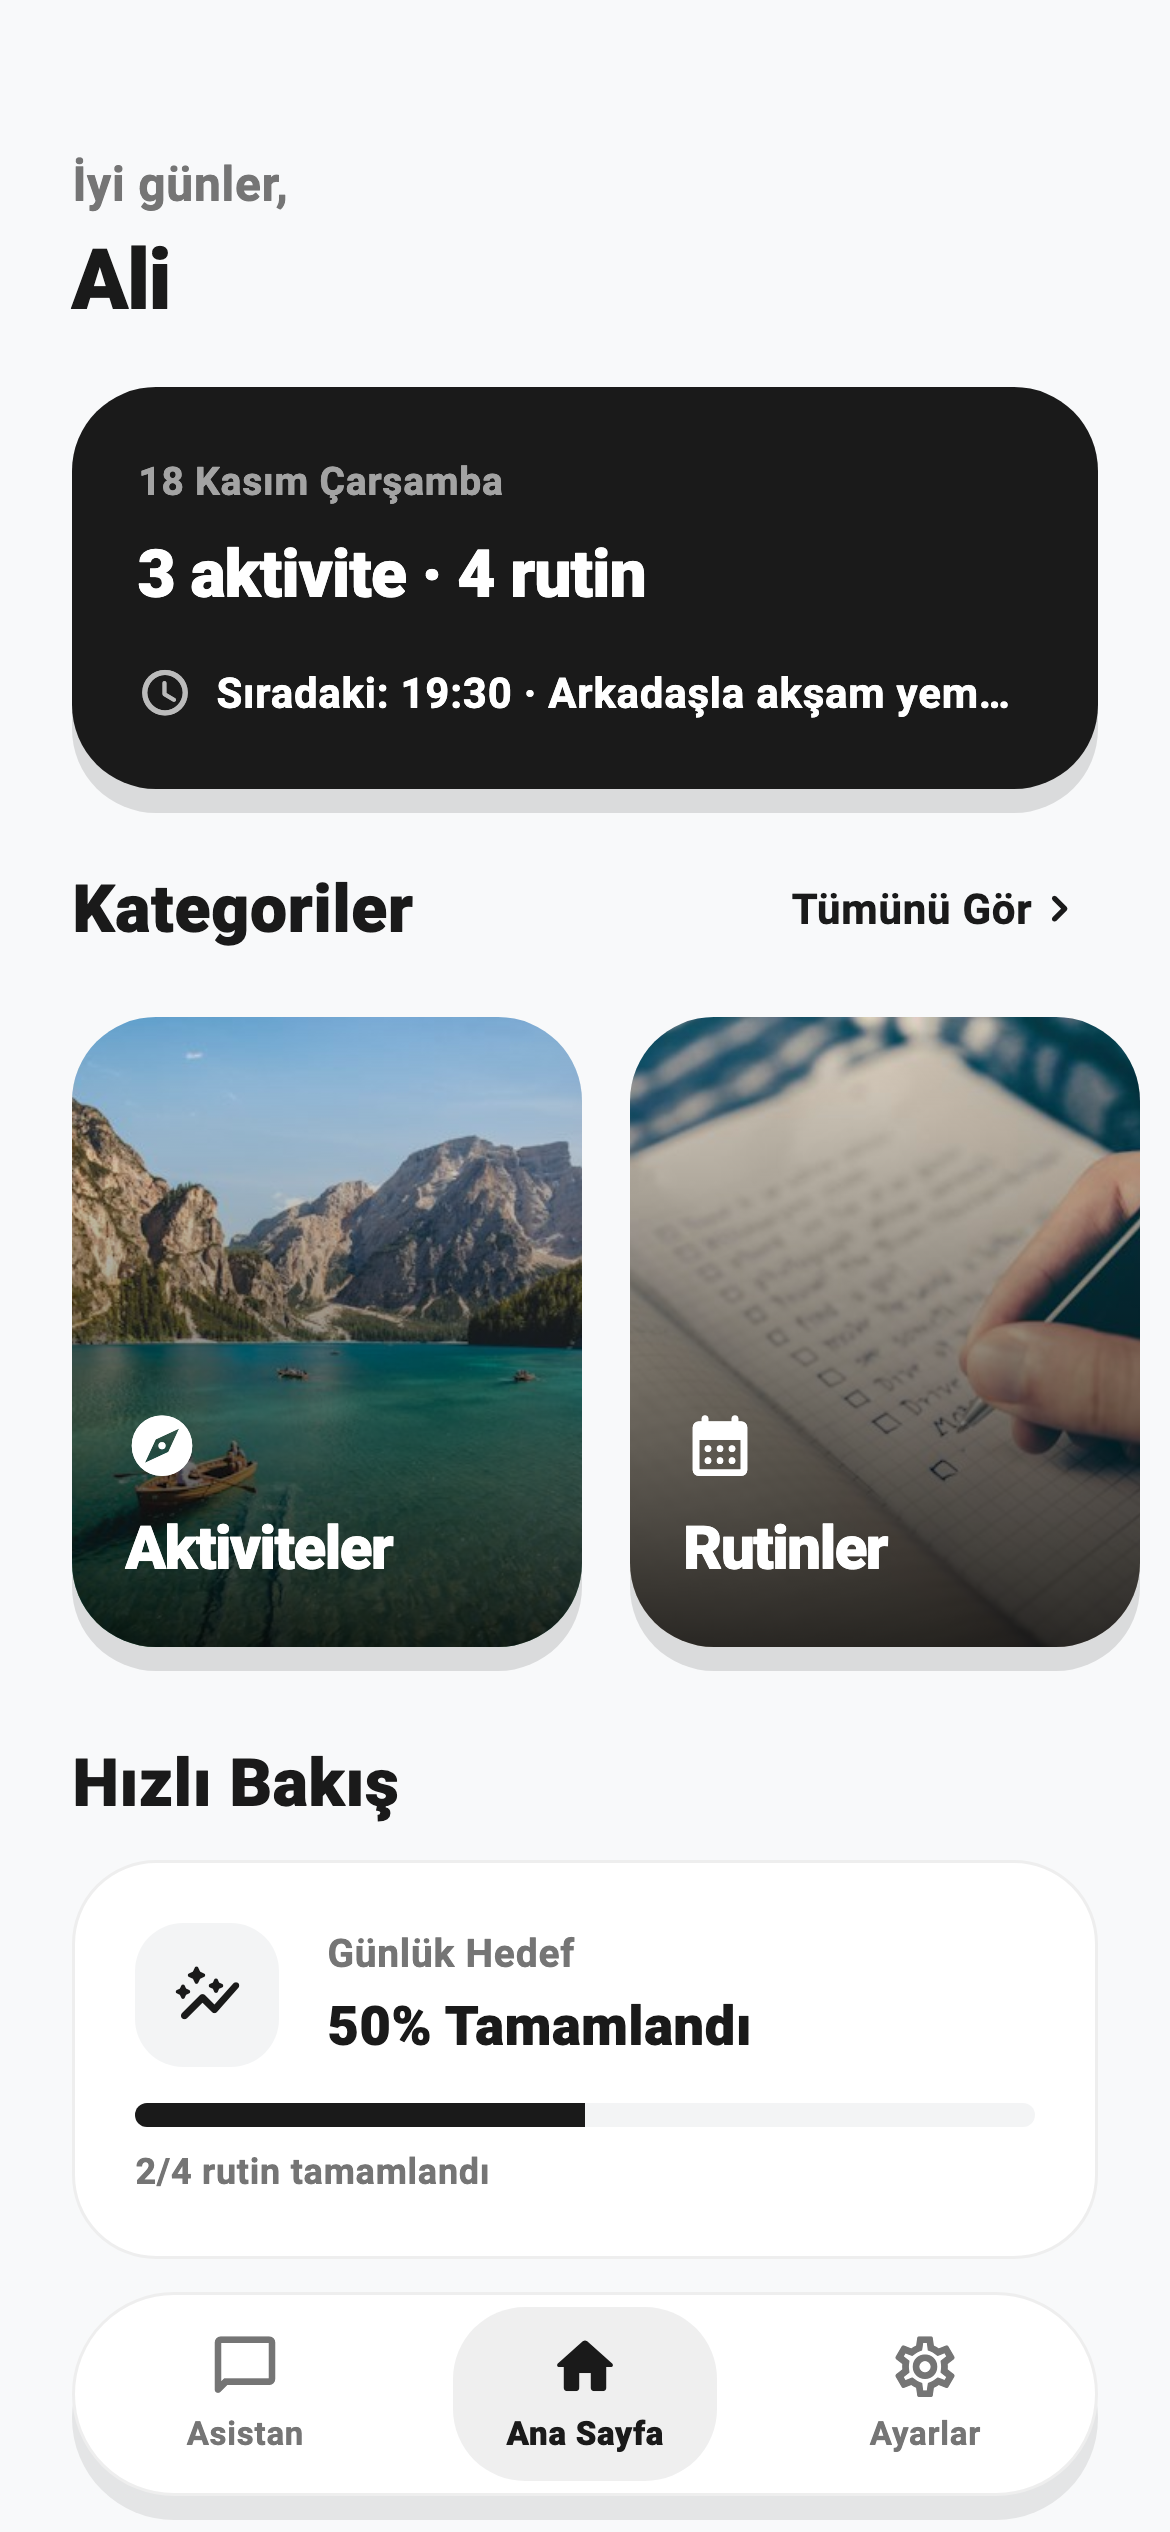 İyi günler,
Ali
18 Kasım Çarşamba
3 aktivite · 4 rutin
Sıradaki: 19:30 · Arkadaşla akşam yem...
Kategoriler
Tümünü Gör
Aktiviteler
Rutinler
Hızlı Bakış
Günlük Hedef
50% Tamamlandı
2/4 rutin tamamlandı
Asistan
Ana Sayfa
Ayarlar